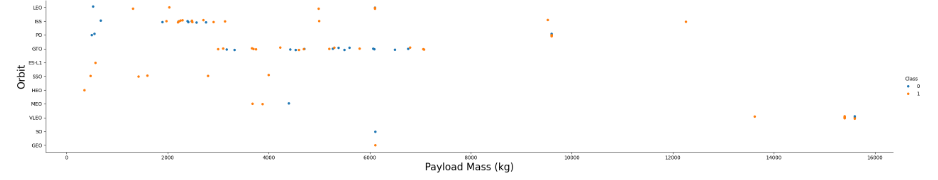 LEO
ISS
PO
GTO
ES-L1
SSO
HEO
MEO
VLEO
SO
GEO
Orbit
0
2000
4000
6000
8000
10000
12000
14000
16000
Payload Mass (kg)
Class
0
1